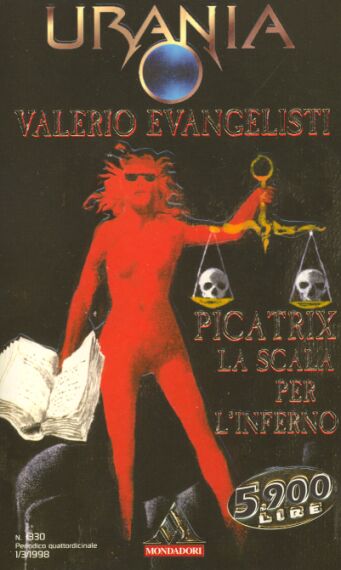 URANIA
VALERIO EVANGELISTI
PICATRIX
LA SCALA
PER
L'INFERNO
5.900
LIRE
N. 1330
Periodico quattordicinale
1/3/1998
MONDADORI